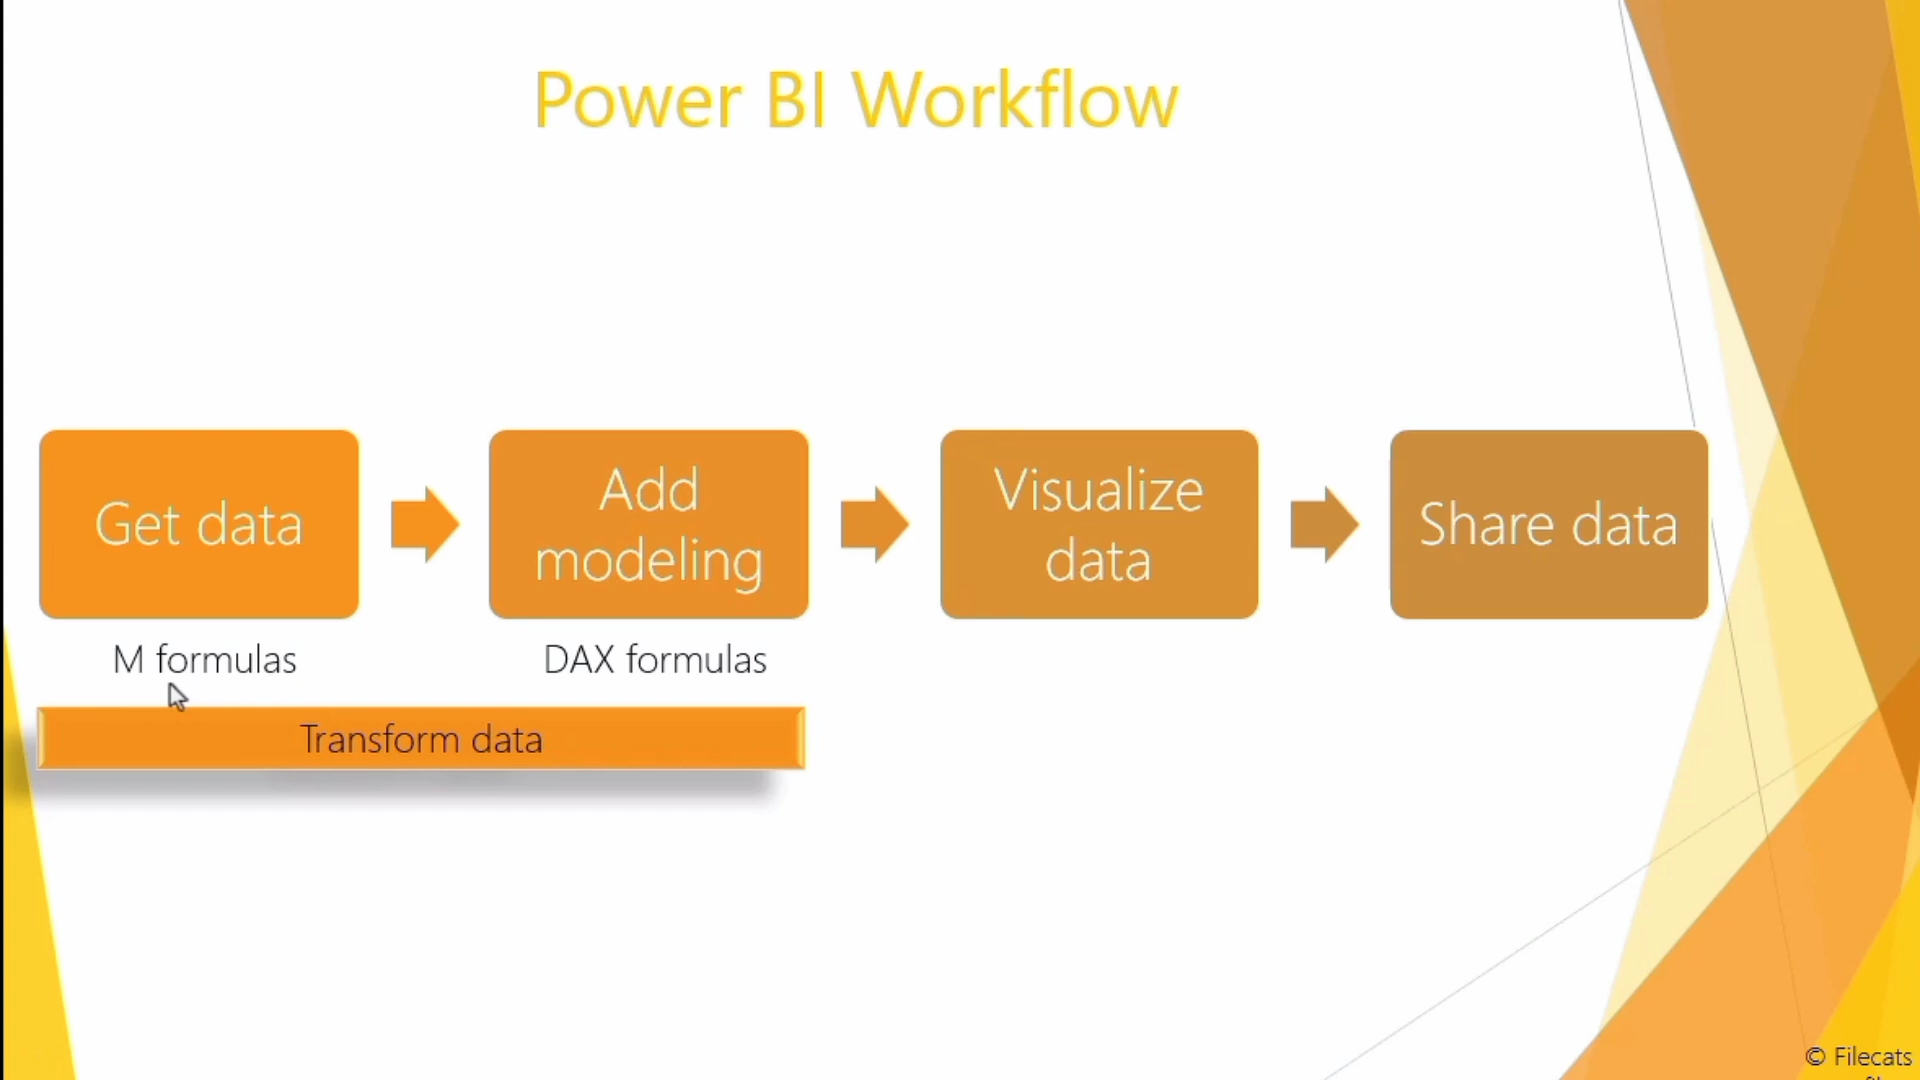 Power BI Workflow
Get data
Add
modeling
Visualize
data
Share data
M formulas
DAX formulas
Transform data
© Filecats